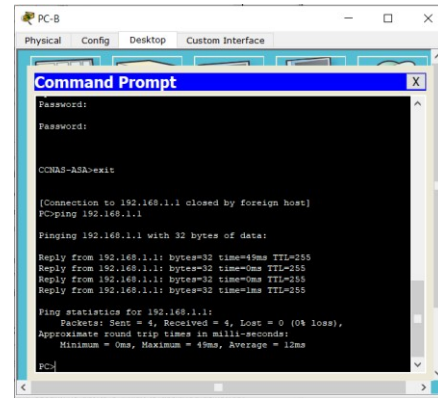 PC-B
Physical Config Desktop Custom Interface
Command Prompt X
Password:
Password:
CCNAS-ASA>exit
[Connection to 192.168.1.1 closed by foreign host]
PC>ping 192.168.1.1
Pinging 192.168.1.1 with 32 bytes of data:
Reply from 192.168.1.1: bytes=32 time=49ms TTL=255
Reply from 192.168.1.1: bytes=32 time=0ms TTL=255
Reply from 192.168.1.1: bytes=32 time=0ms TTL=255
Reply from 192.168.1.1: bytes=32 time=1ms TTL=255
Ping statistics for 192.168.1.1:
Packets: Sent = 4, Received = 4, Lost = 0 (0% loss),
Approximate round trip times in milli-seconds:
Minimum = 0ms, Maximum = 49ms, Average = 12ms
PC>